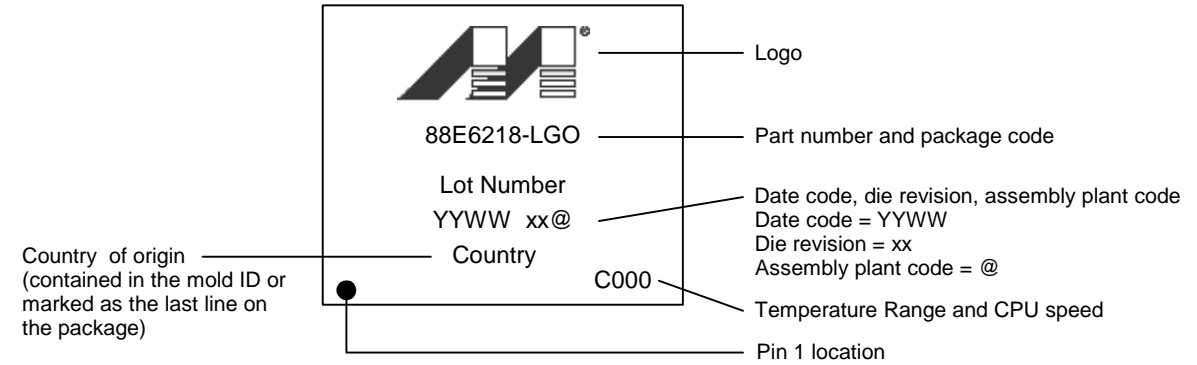 ®
Logo
88E6218-LGO
Part number and package code
Lot Number
YYWW xx@
Date code, die revision, assembly plant code
Date code = YYWW
Die revision = xx
Assembly plant code = @
Country
Country of origin
(contained in the mold ID or
marked as the last line on
the package)
C000
Temperature Range and CPU speed
Pin 1 location